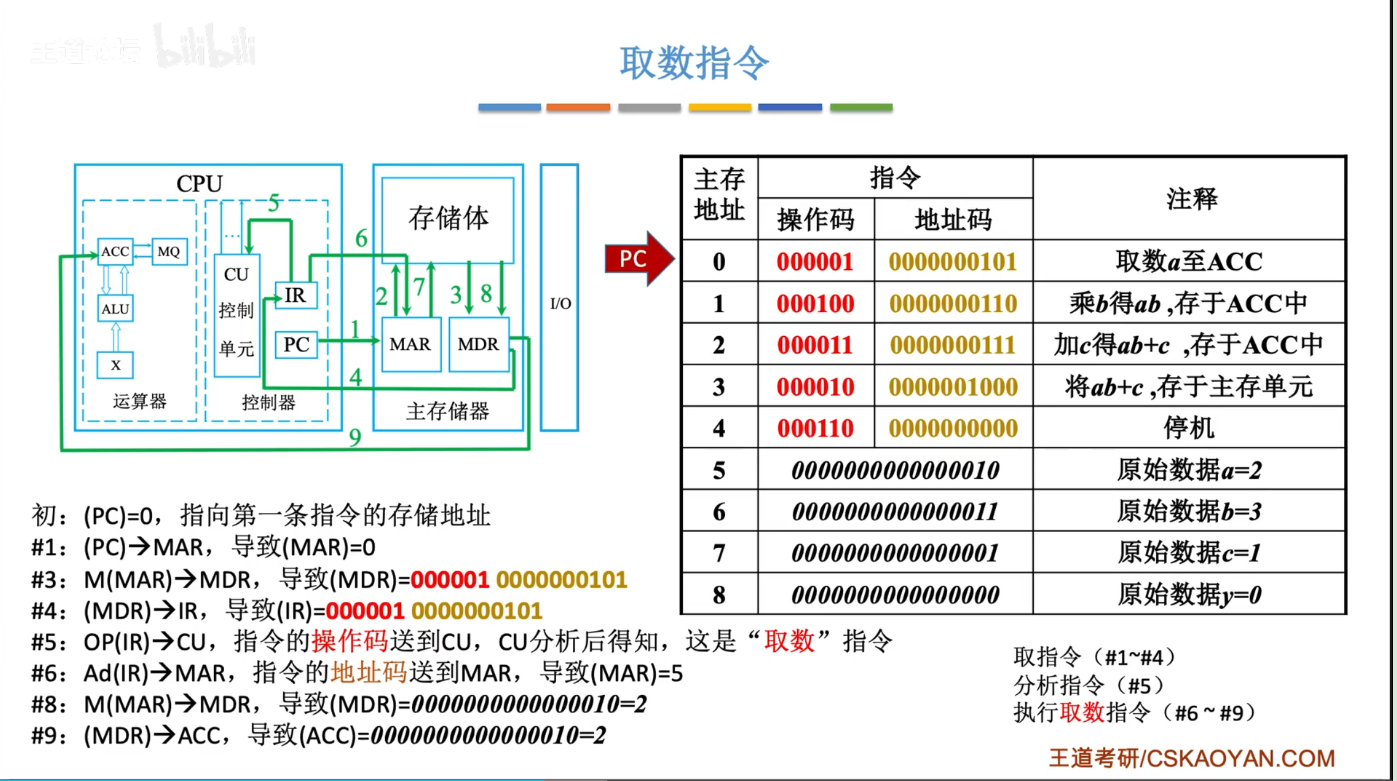 王道论坛 bilibili
取数指令
CPU
5
ACC
MQ
ALU
X
运算器
...
CU
控制
单元
IR
PC
控制器
6
1
4
9
存储体
2
7
3
8
MAR
MDR
主存储器
I/O
PC
主存地址 指令 注释
操作码 地址码
0 000001 0000000101 取数a至ACC
1 000100 0000000110 乘b得ab ,存于ACC中
2 000011 0000000111 加c得ab+c ,存于ACC中
3 000010 0000001000 将ab+c ,存于主存单元
4 000110 0000000000 停机
5 0000000000000010 原始数据a=2
6 0000000000000011 原始数据b=3
7 0000000000000001 原始数据c=1
8 0000000000000000 原始数据y=0
初：(PC)=0，指向第一条指令的存储地址
#1：(PC)→MAR，导致(MAR)=0
#3：M(MAR)→MDR，导致(MDR)=000001 0000000101
#4：(MDR)→IR，导致(IR)=000001 0000000101
#5：OP(IR)→CU，指令的操作码送到CU，CU分析后得知，这是“取数”指令
#6：Ad(IR)→MAR，指令的地址码送到MAR，导致(MAR)=5
#8：M(MAR)→MDR，导致(MDR)=0000000000000010=2
#9：(MDR)→ACC，导致(ACC)=0000000000000010=2
取指令（#1~#4）
分析指令（#5）
执行取数指令（#6 ~ #9）
王道考研/CSKAOYAN.COM